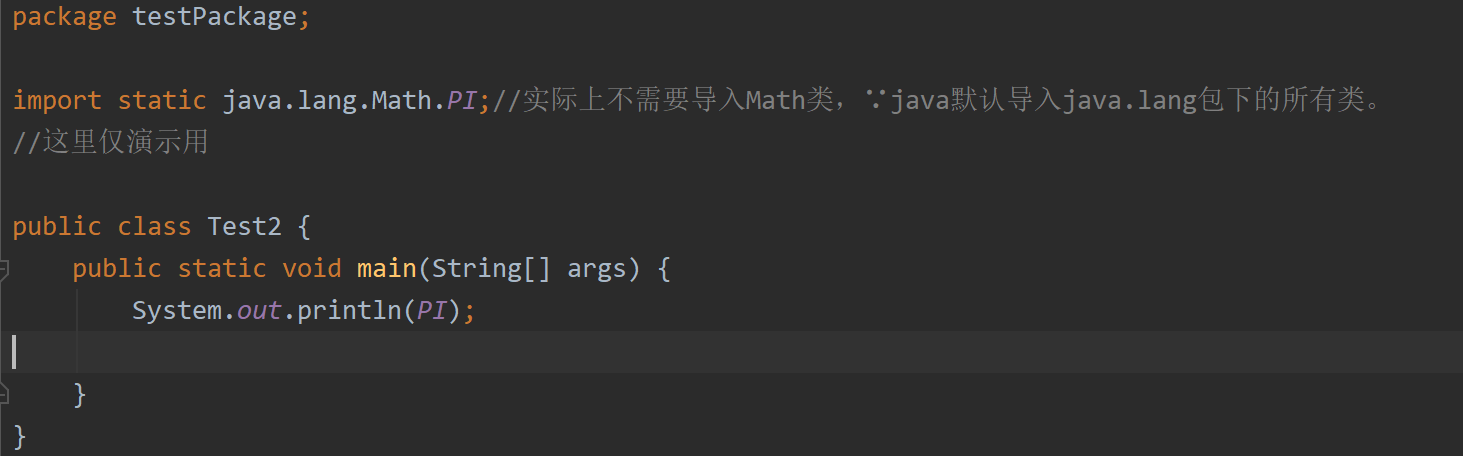 package testPackage;
import static java.lang.Math.PI;//实际上不需要导入Math类，∵java默认导入java.lang包下的所有类。
//这里仅演示用
public class Test2 {
    public static void main(String[] args) {
        System.out.println(PI);
    }
}